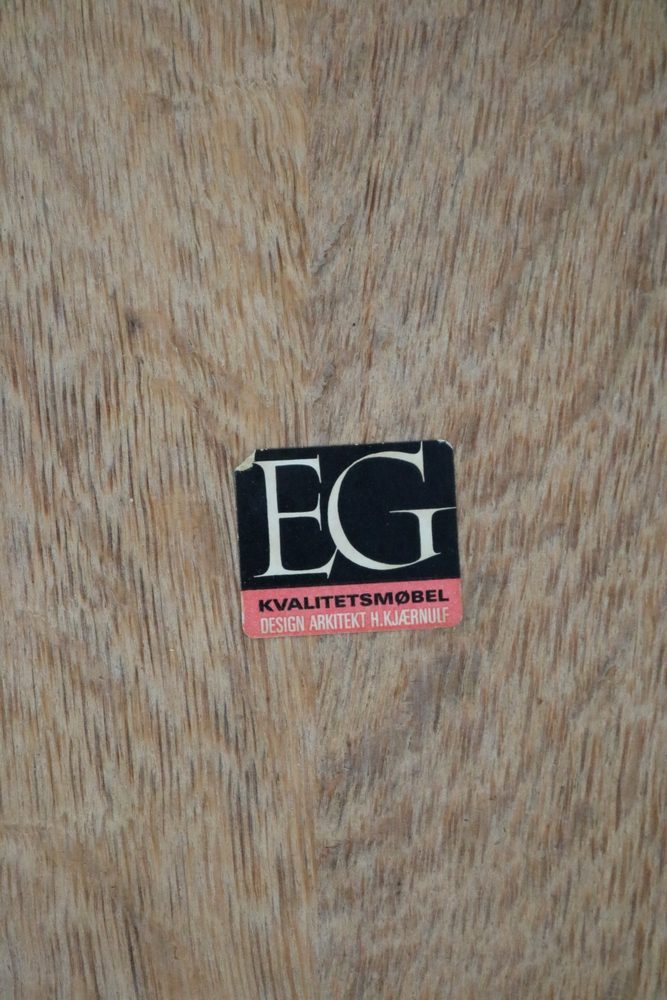 EG
KVALITETSMØBEL
DESIGN ARKITEKT H.KJÆRNULF